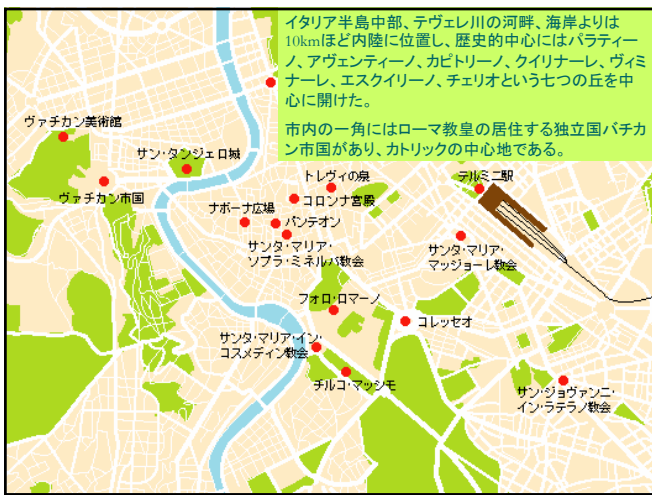 イタリア半島中部、テヴェレ川の河畔、海岸よりは
10kmほど内陸に位置し、歴史的中心にはパラティー
ノ、アヴェンティーノ、カピトリーノ、クイリナーレ、ヴィミ
ナーレ、エスクイリーノ、チェリオという七つの丘を中
心に開けた。
市内の一角にはローマ教皇の居住する独立国バチカ
ン市国があり、カトリックの中心地である。
ヴァチカン美術館
サン・タンジェロ城
ヴァチカン市国
トレヴィの泉
テルミニ駅
コロンナ宮殿
ナボーナ広場
パンテオン
サンタ・マリア・
ソプラ・ミネルバ教会
サンタ・マリア・
マッジョーレ教会
フォロ・ロマーノ
コレッセオ
サンタ・マリア・イン・
コスメディン教会
チルコ・マッシモ
サン・ジョヴァンニ・
イン・ラテラノ教会